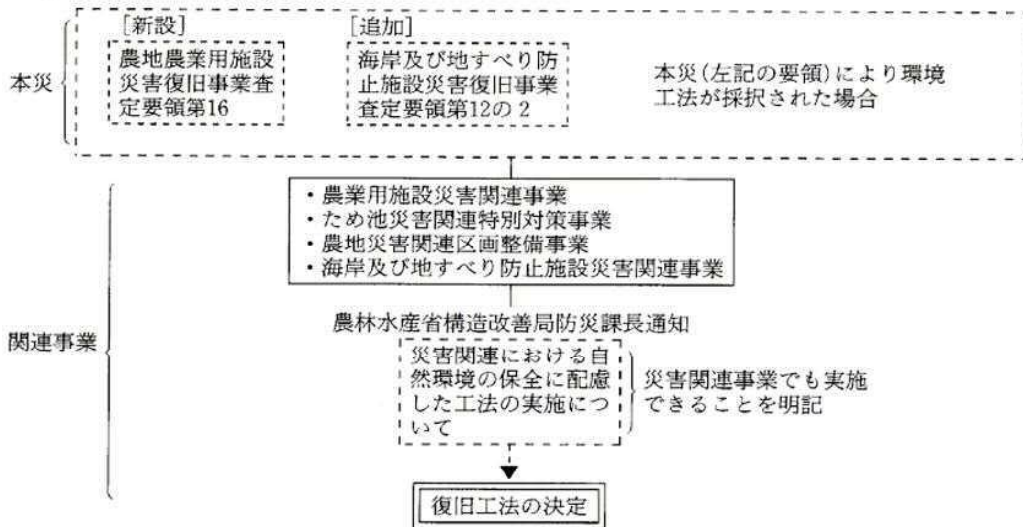 本災
[新設]
農地農業用施設
災害復旧事業査
定要領第16
[追加]
海岸及び地すべり防
止施設災害復旧事業
査定要領第12の2
本災(左記の要領)により環境
工法が採択された場合
関連事業
・農業用施設災害関連事業
・ため池災害関連特別対策事業
・農地災害関連区画整備事業
・海岸及び地すべり防止施設災害関連事業
農林水産省構造改善局防災課長通知
災害関連における自
然環境の保全に配慮
した工法の実施につ
いて
災害関連事業でも実施
できることを明記
復旧工法の決定